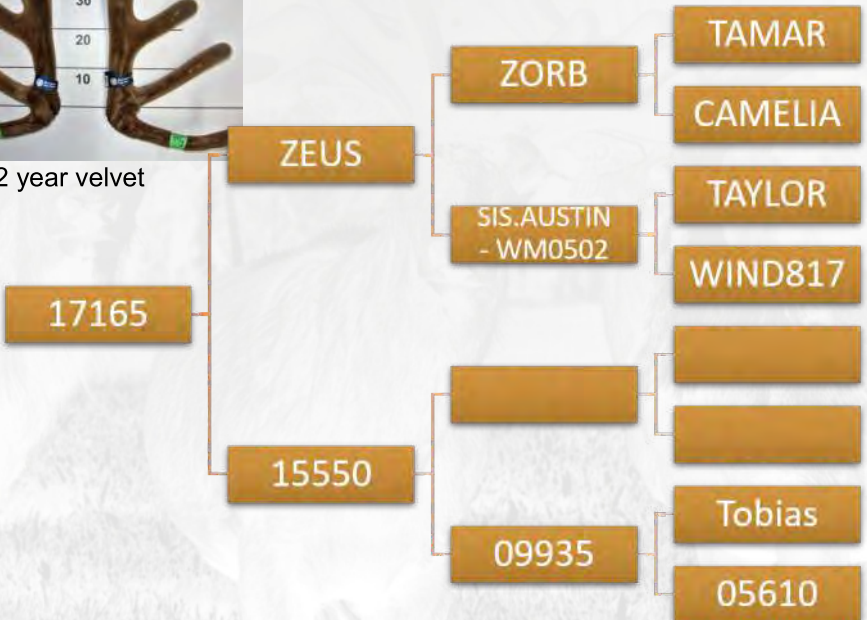 30
20
10
2 year velvet
17165
ZEUS
15550
ZORB
SIS.AUSTIN
- WM0502
09935
TAMAR
CAMELIA
TAYLOR
WIND817
Tobias
05610